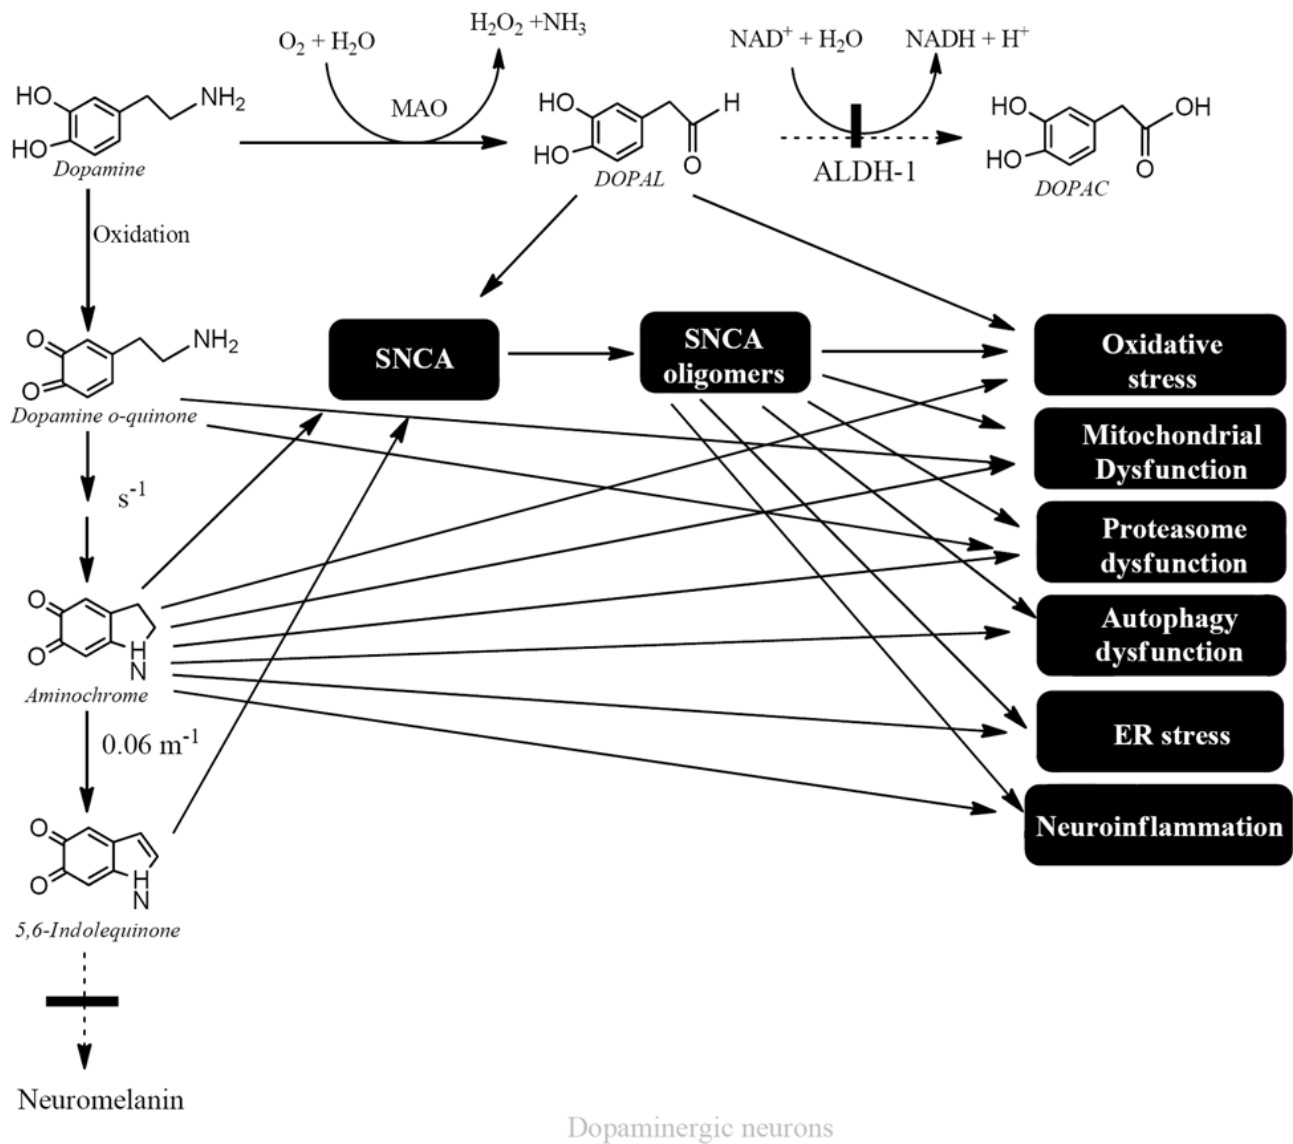 O₂ + H₂O
H₂O₂ +NH₃
NAD⁺ + H₂O
NADH + H⁺
HO
NH₂
HO
Dopamine
MAO
HO
H
HO
O
DOPAL
ALDH-1
HO
OH
HO
O
DOPAC
Oxidation
O
NH₂
O
Dopamine o-quinone
SNCA
SNCA
oligomers
Oxidative
stress
Mitochondrial
Dysfunction
s⁻¹
Proteasome
dysfunction
O
O
H
N
Aminochrome
Autophagy
dysfunction
0.06 m⁻¹
ER stress
O
O
H
N
5,6-Indolequinone
Neuroinflammation
Neuromelanin
Dopaminergic neurons